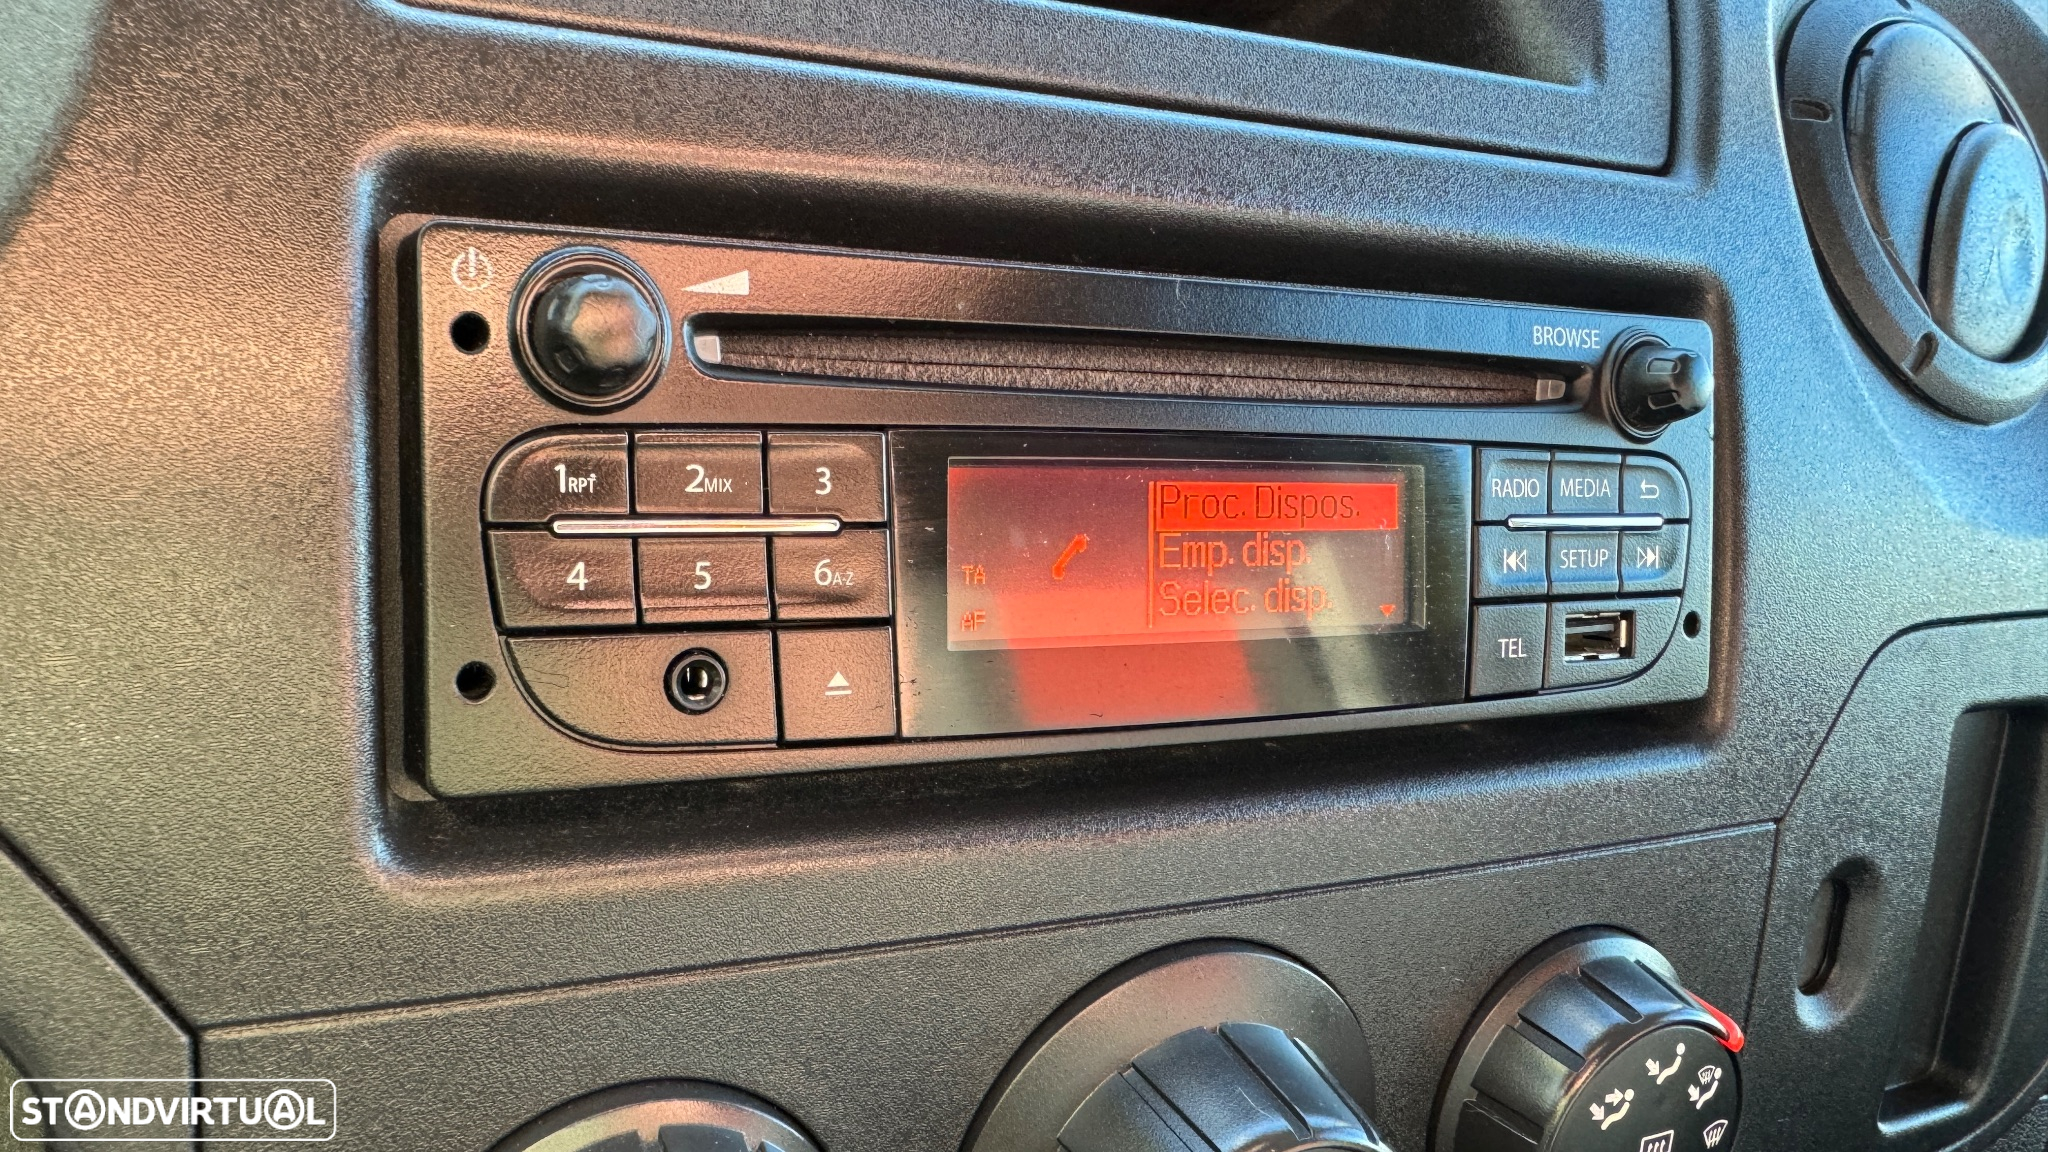 BROWSE
1RPT 2MIX 3
4 5 6A-Z
Proc. Dispos.
Emp. disp.
Selec. disp.
TA
AF
RADIO MEDIA
SETUP
TEL
STANDVIRTUAL